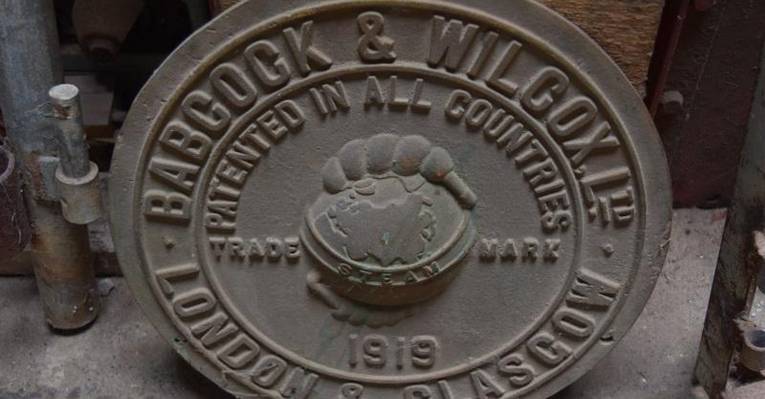 BABCOCK & WILCOX, LTD
PATENTED IN ALL COUNTRIES
TRADE MARK
STEAM
1919
LONDON & GLASGOW